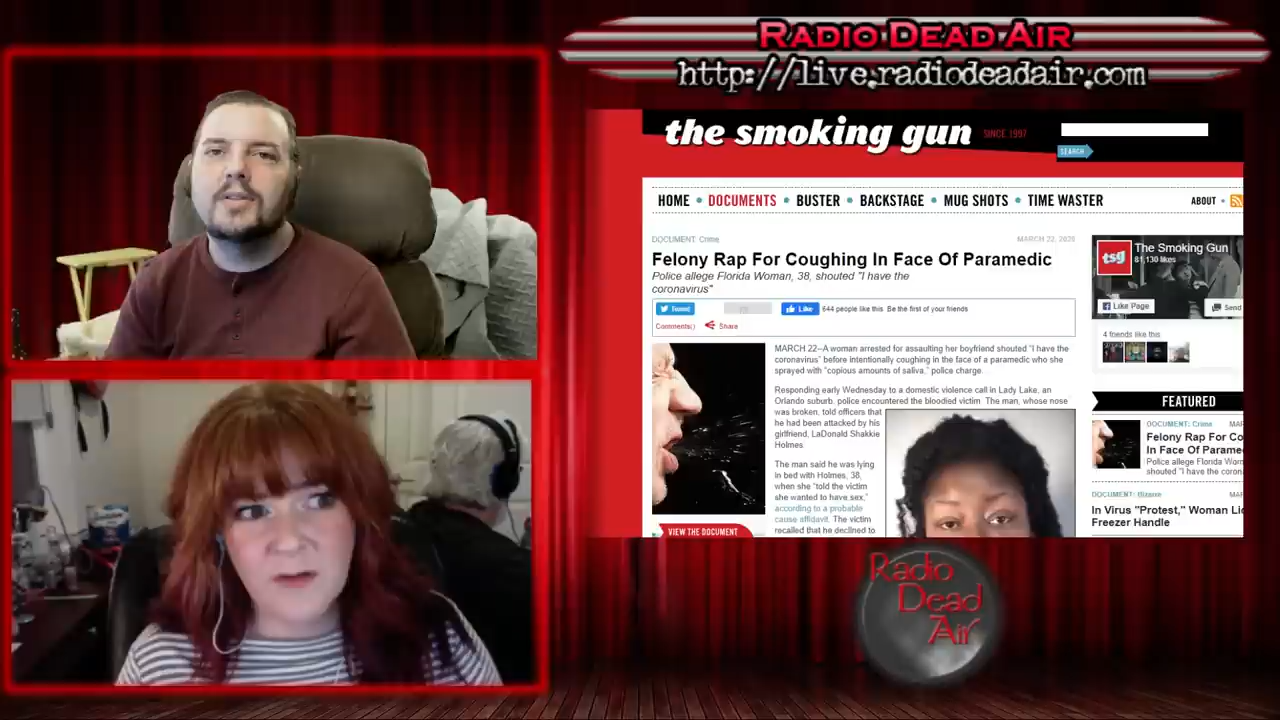 RADIO DEAD AIR
http://live.radiodeadair.com
the smoking gun SINCE 1997
SEARCH
HOME • DOCUMENTS • BUSTER • BACKSTAGE • MUG SHOTS • TIME WASTER
ABOUT •
DOCUMENT: Crime
MARCH 22, 2020
Felony Rap For Coughing In Face Of Paramedic
Police allege Florida Woman, 38, shouted "I have the
coronavirus"
Tweet
Like 644 people like this. Be the first of your friends
Comments() Share
MARCH 22--A woman arrested for assaulting her boyfriend shouted “I have the
coronavirus” before intentionally coughing in the face of a paramedic who she
sprayed with “copious amounts of saliva,” police charge.
Responding early Wednesday to a domestic violence call in Lady Lake, an
Orlando suburb, police encountered the bloodied victim. The man, whose nose
was broken, told officers that
he had been attacked by his
girlfriend, LaDonald Shakkie
Holmes.
The man said he was lying
in bed with Holmes, 38,
when she “told the victim
she wanted to have sex,”
according to a probable
cause affidavit. The victim
recalled that he declined to
VIEW THE DOCUMENT
tsg
The Smoking Gun
81,130 likes
Like Page
Send
4 friends like this
FEATURED
DOCUMENT: Crime MAR
Felony Rap For Co
In Face Of Parame
Police allege Florida Wom
shouted "I have the coron
DOCUMENT: Bizarre MAR
In Virus "Protest," Woman Lic
Freezer Handle
Radio
Dead
Air